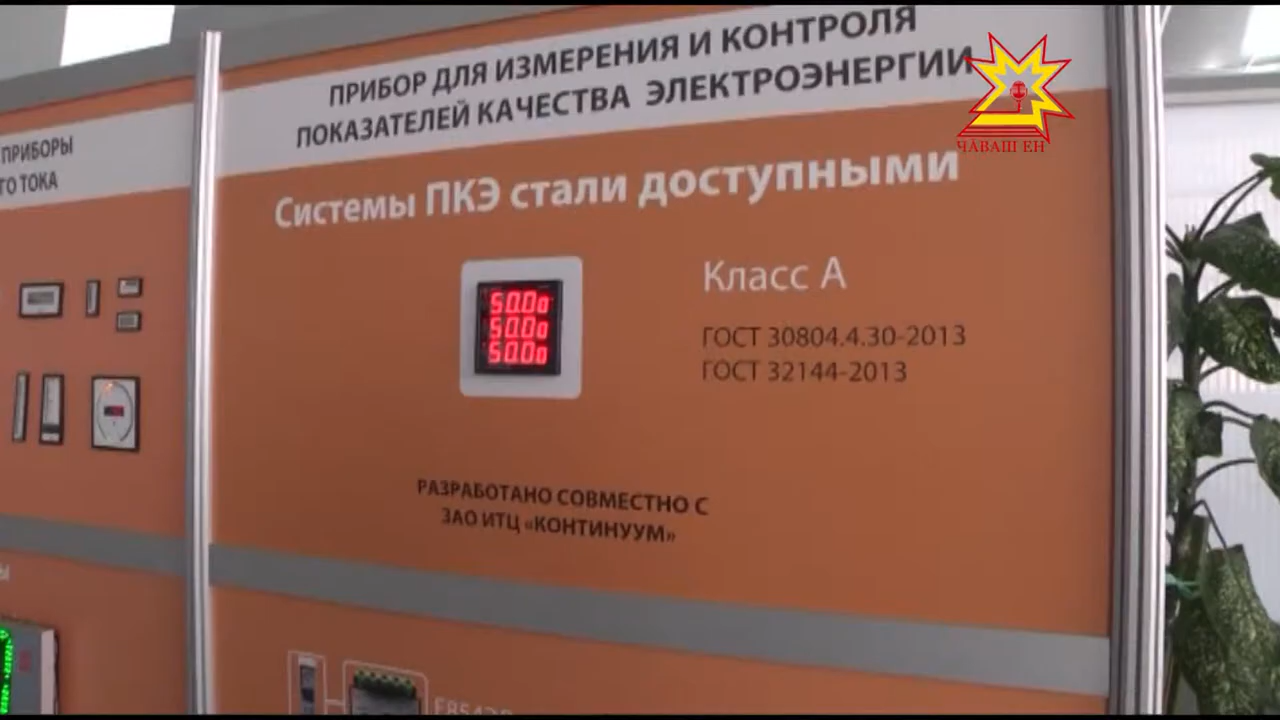 ПРИБОР ДЛЯ ИЗМЕРЕНИЯ И КОНТРОЛЯ
ПОКАЗАТЕЛЕЙ КАЧЕСТВА ЭЛЕКТРОЭНЕРГИИ
ЧӐВАШ ЕН
ПРИБОРЫ
ТОКА
Системы ПКЭ стали доступными
Класс А
50.00
50.00
50.00
ГОСТ 30804.4.30-2013
ГОСТ 32144-2013
РАЗРАБОТАНО СОВМЕСТНО С
ЗАО ИТЦ «КОНТИНУУМ»